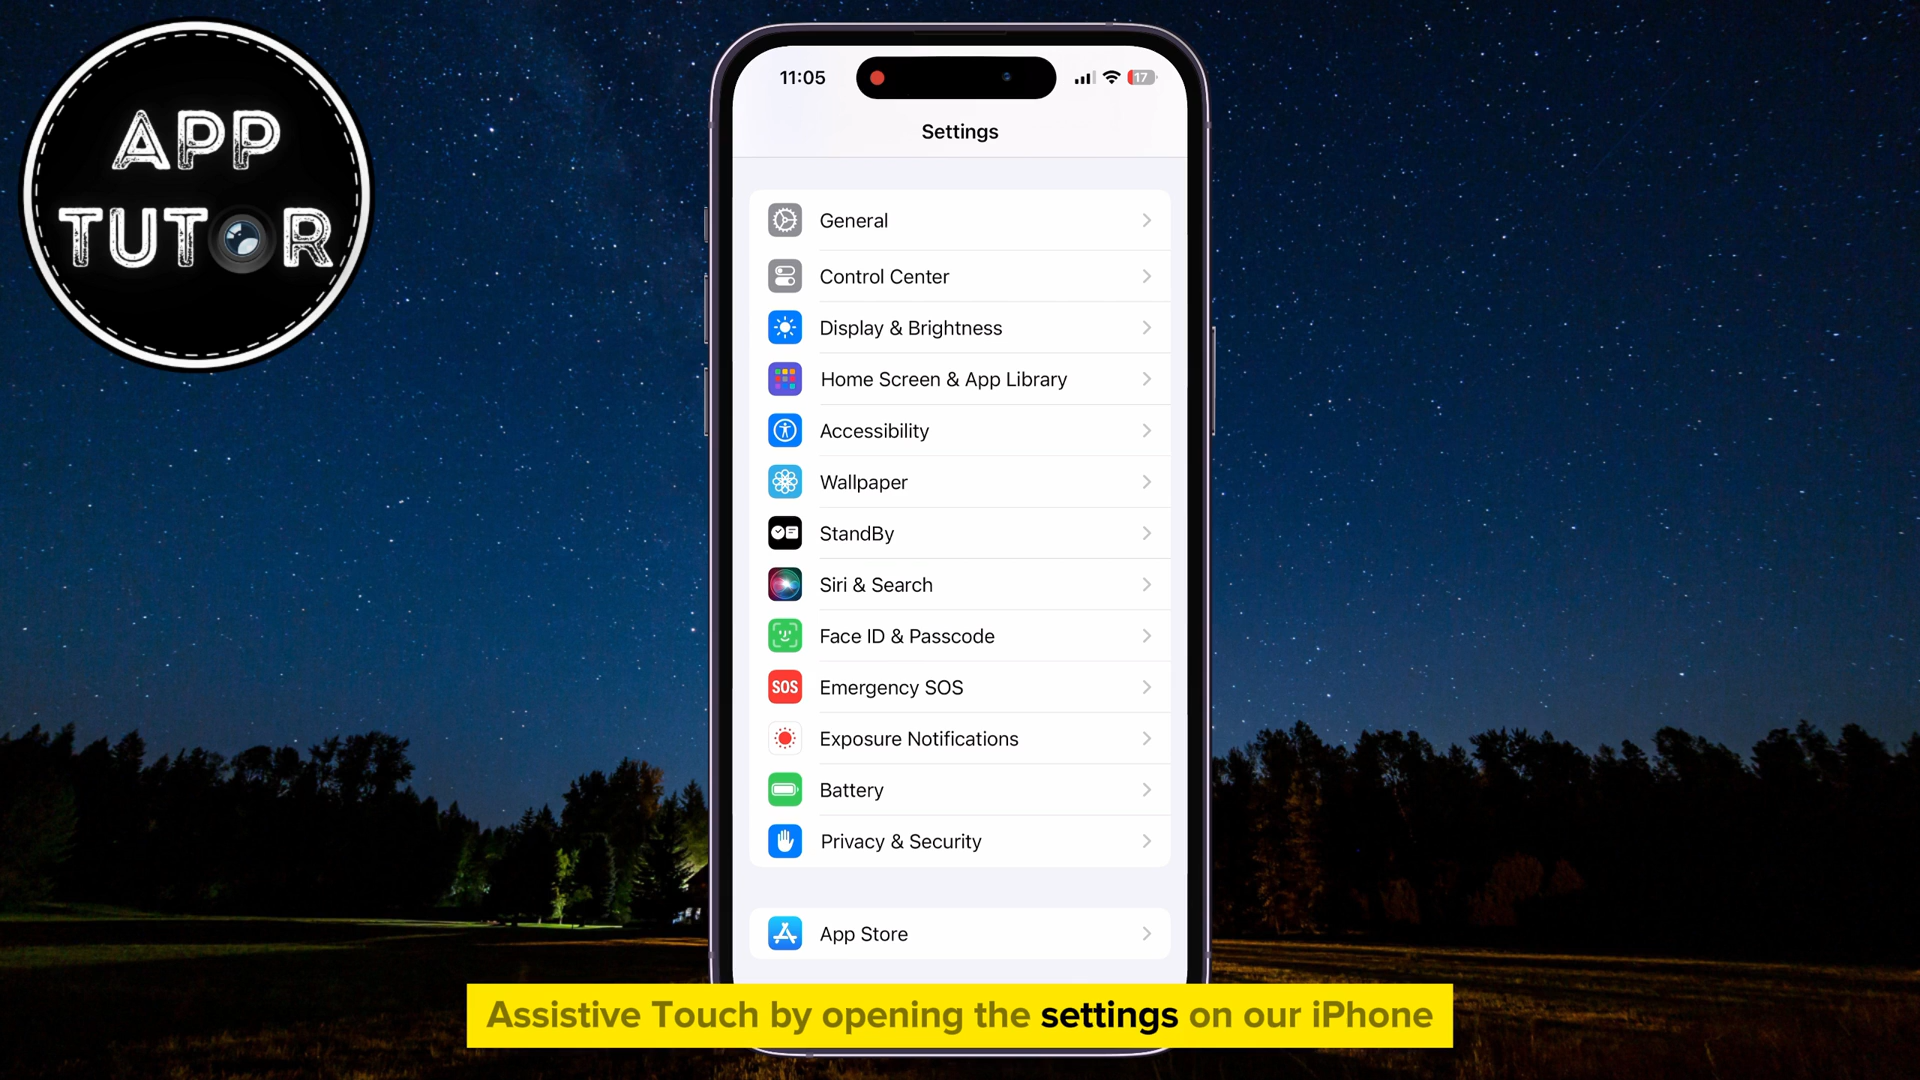 APP
TUTOR
11:05
17
Settings
General
Control Center
Display & Brightness
Home Screen & App Library
Accessibility
Wallpaper
StandBy
Siri & Search
Face ID & Passcode
SOS
Emergency SOS
Exposure Notifications
Battery
Privacy & Security
App Store
Assistive Touch by opening the settings on our iPhone